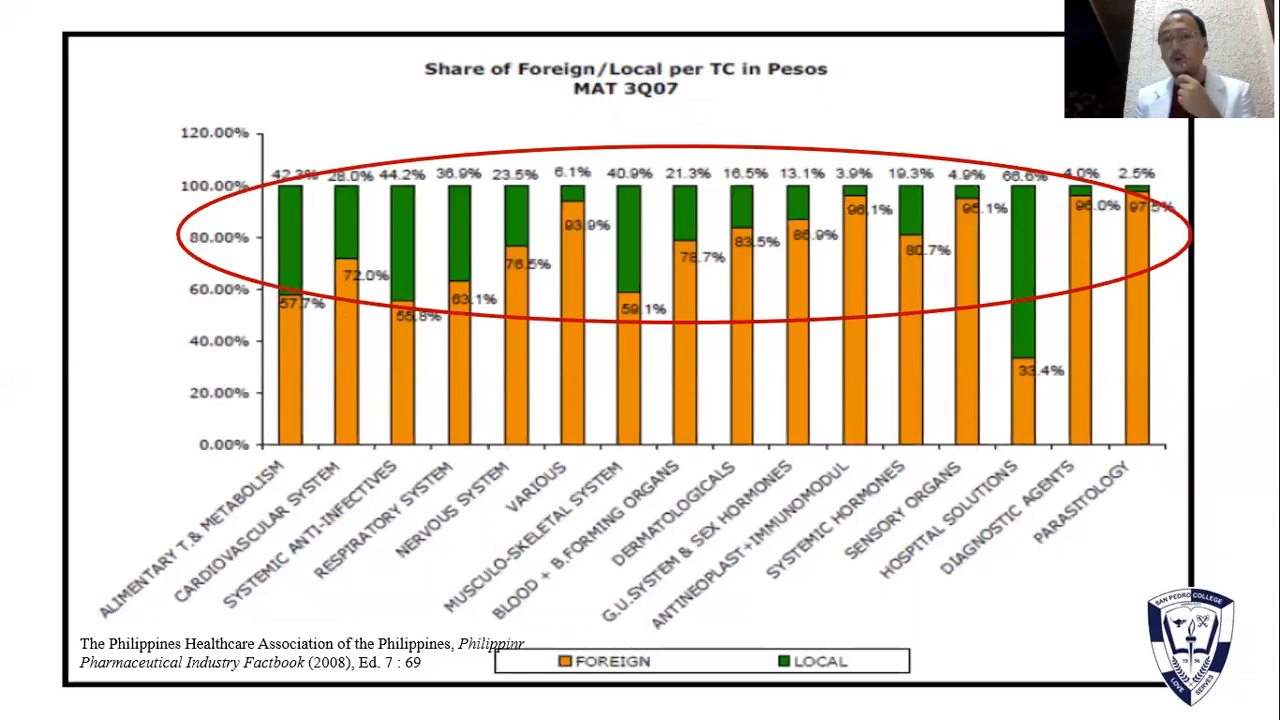 Share of Foreign/Local per TC in Pesos
MAT 3Q07
120.00%
100.00%
80.00%
60.00%
40.00%
20.00%
0.00%
42.3% 28.0% 44.2% 36.9% 23.5% 6.1% 40.9% 21.3% 16.5% 13.1% 3.9% 19.3% 4.9% 66.6% 4.0% 2.5%
57.7% 72.0% 55.8% 63.1% 76.5% 93.9% 59.1% 78.7% 83.5% 86.9% 96.1% 80.7% 95.1% 33.4% 96.0% 97.5%
ALIMENTARY T.& METABOLISM
CARDIOVASCULAR SYSTEM
SYSTEMIC ANTI-INFECTIVES
RESPIRATORY SYSTEM
NERVOUS SYSTEM
VARIOUS
MUSCULO-SKELETAL SYSTEM
BLOOD + B.FORMING ORGANS
DERMATOLOGICALS
G.U.SYSTEM & SEX HORMONES
ANTINEOPLAST+IMMUNOMODUL
SYSTEMIC HORMONES
SENSORY ORGANS
HOSPITAL SOLUTIONS
DIAGNOSTIC AGENTS
PARASITOLOGY
The Philippines Healthcare Association of the Philippines, Philippinr
Pharmaceutical Industry Factbook (2008), Ed. 7 : 69
FOREIGN LOCAL
SAN PEDRO COLLEGE
LOVE SERVES